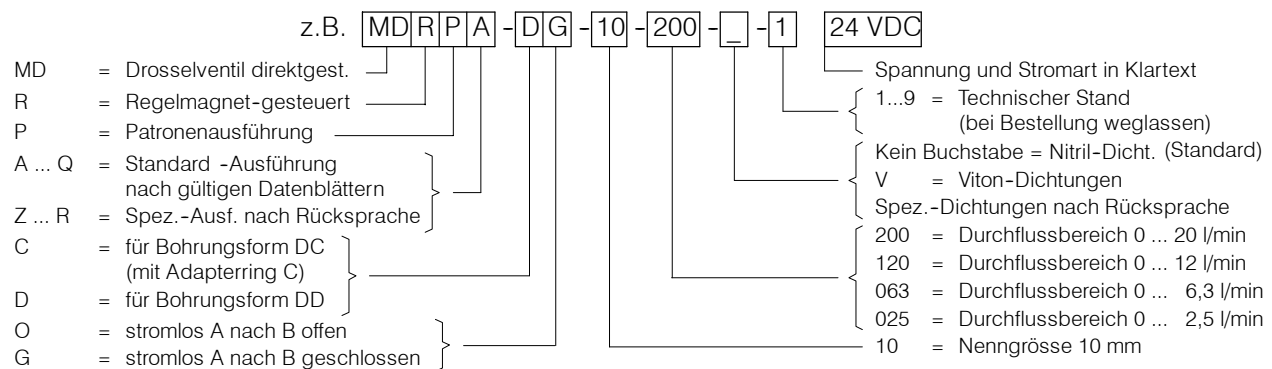 z.B. MDRPA -DG -10 -200 -_ -1 24 VDC
MD = Drosselventil direktgest.
R = Regelmagnet-gesteuert
P = Patronenausführung
A ... Q = Standard -Ausführung
nach gültigen Datenblättern
Z ... R = Spez.-Ausf. nach Rücksprache
C = für Bohrungsform DC
(mit Adapterring C)
D = für Bohrungsform DD
O = stromlos A nach B offen
G = stromlos A nach B geschlossen
Spannung und Stromart in Klartext
1...9 = Technischer Stand
(bei Bestellung weglassen)
Kein Buchstabe = Nitril-Dicht. (Standard)
V = Viton-Dichtungen
Spez.-Dichtungen nach Rücksprache
200 = Durchflussbereich 0 ... 20 l/min
120 = Durchflussbereich 0 ... 12 l/min
063 = Durchflussbereich 0 ... 6,3 l/min
025 = Durchflussbereich 0 ... 2,5 l/min
10 = Nenngrösse 10 mm